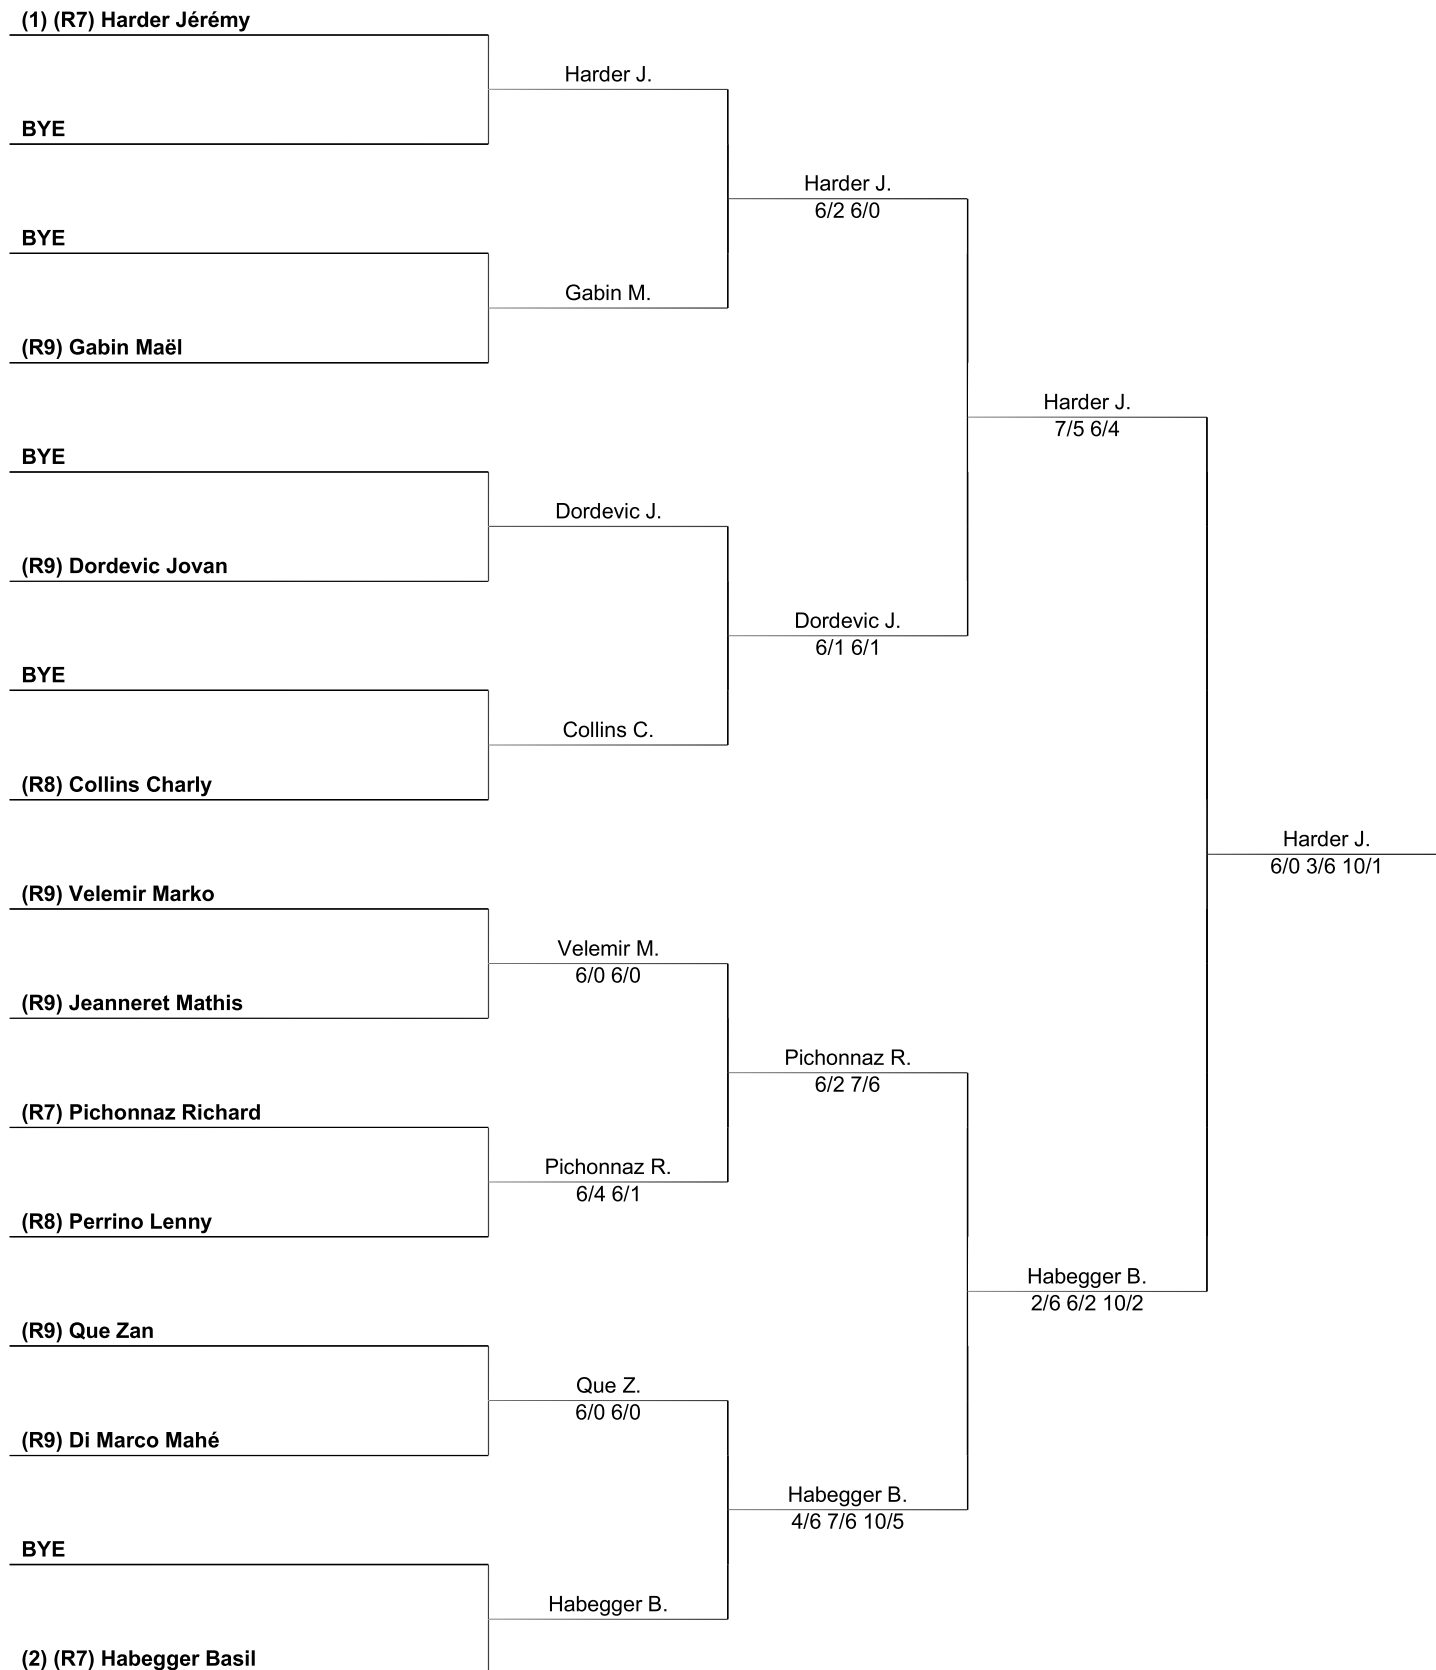 (1) (R7) Harder Jérémy
Harder J.
BYE
Harder J.
6/2 6/0
BYE
Gabin M.
(R9) Gabin Maël
Harder J.
7/5 6/4
BYE
Dordevic J.
(R9) Dordevic Jovan
Dordevic J.
6/1 6/1
BYE
Collins C.
(R8) Collins Charly
Harder J.
6/0 3/6 10/1
(R9) Velemir Marko
Velemir M.
6/0 6/0
(R9) Jeanneret Mathis
Pichonnaz R.
6/2 7/6
(R7) Pichonnaz Richard
Pichonnaz R.
6/4 6/1
(R8) Perrino Lenny
Habegger B.
2/6 6/2 10/2
(R9) Que Zan
Que Z.
6/0 6/0
(R9) Di Marco Mahé
Habegger B.
4/6 7/6 10/5
BYE
Habegger B.
(2) (R7) Habegger Basil